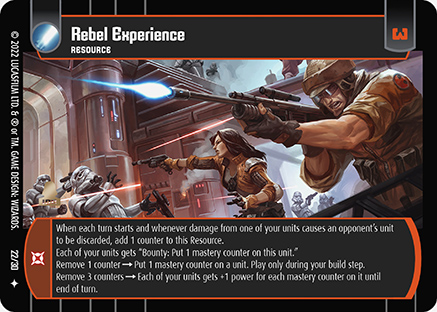 Rebel Experience
RESOURCE
3
When each turn starts and whenever damage from one of your units causes an opponent's unit
to be discarded, add 1 counter to this Resource.
Each of your units gets "Bounty: Put 1 mastery counter on this unit."
Remove 1 counter → Put 1 mastery counter on a unit. Play only during your build step.
Remove 3 counters → Each of your units gets +1 power for each mastery counter on it until
end of turn.
© 2022 LUCASFILM LTD. & ® or TM. GAME DESIGN: WIZARDS.